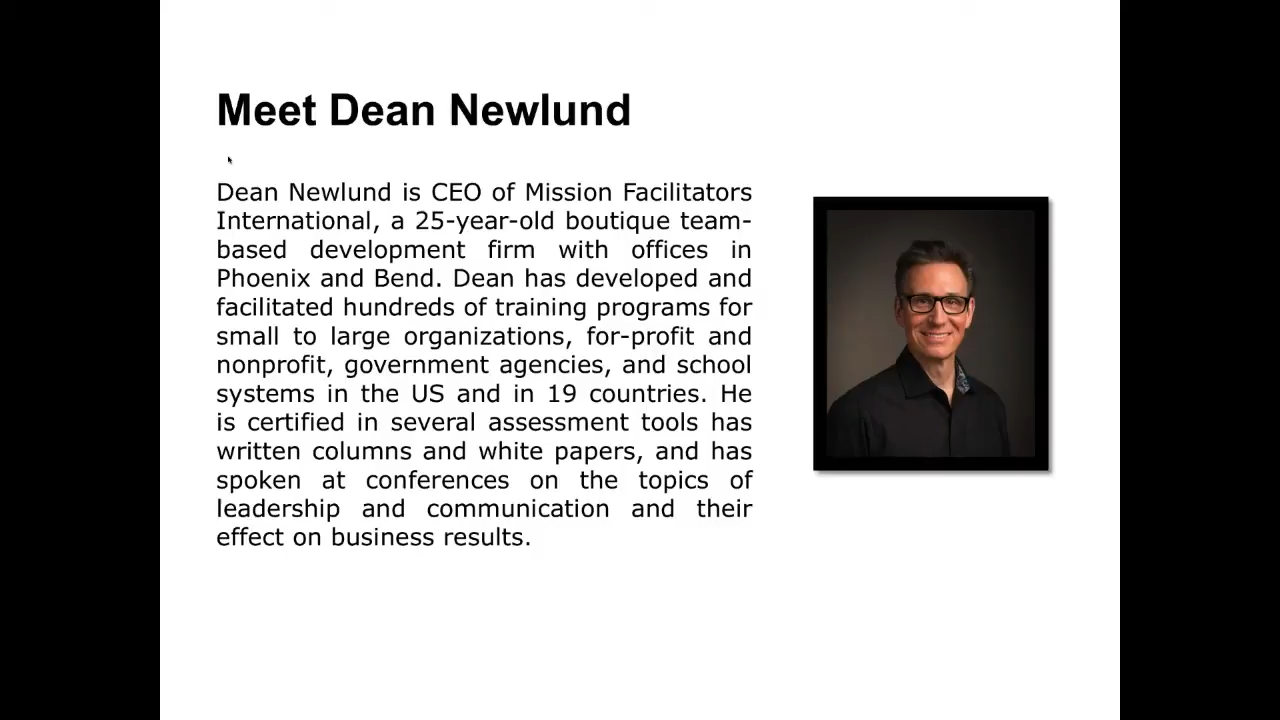 Meet Dean Newlund
Dean Newlund is CEO of Mission Facilitators
International, a 25-year-old boutique team-
based development firm with offices in
Phoenix and Bend. Dean has developed and
facilitated hundreds of training programs for
small to large organizations, for-profit and
nonprofit, government agencies, and school
systems in the US and in 19 countries. He
is certified in several assessment tools has
written columns and white papers, and has
spoken at conferences on the topics of
leadership and communication and their
effect on business results.